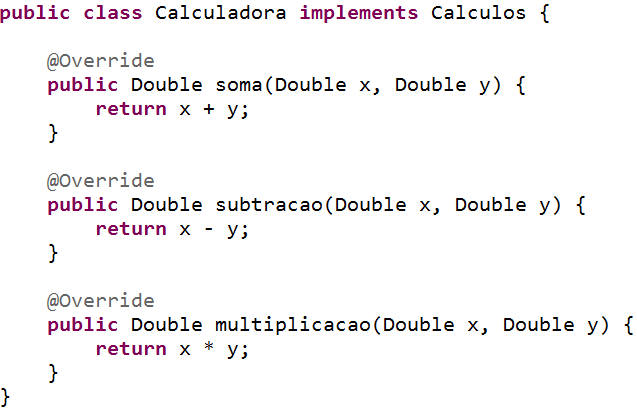 public class Calculadora implements Calculos {
@Override
public Double soma(Double x, Double y) {
return x + y;
}
@Override
public Double subtracao(Double x, Double y) {
return x - y;
}
@Override
public Double multiplicacao(Double x, Double y) {
return x * y;
}
}